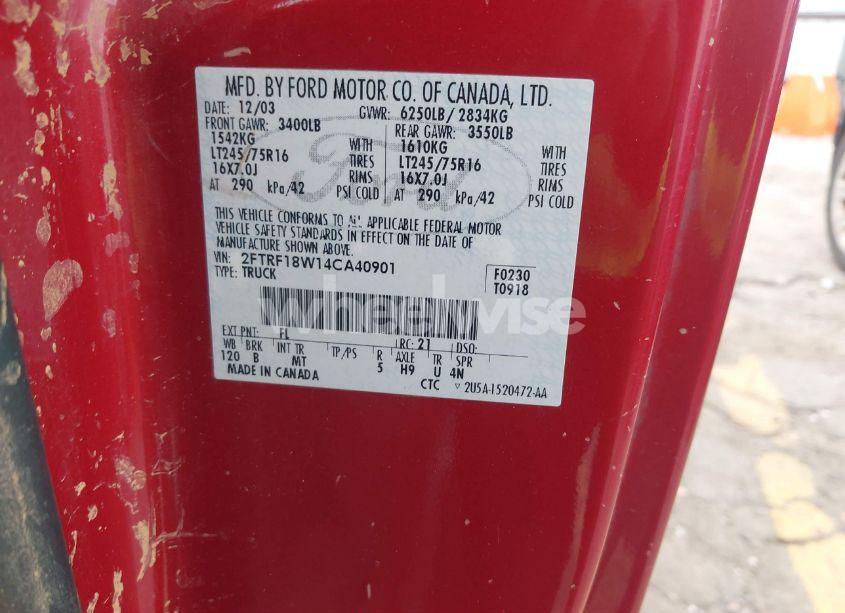 MFD. BY FORD MOTOR CO. OF CANADA, LTD.
DATE: 12/03 GVWR: 6250LB/ 2834KG
FRONT GAWR: 3400LB REAR GAWR: 3550LB
1542KG WITH 1610KG WITH
LT245/75R16 TIRES LT245/75R16 TIRES
16X7.0J RIMS 16X7.0J RIMS
AT 290 kPa/42 PSI COLD AT 290 kPa/42 PSI COLD
Ford
THIS VEHICLE CONFORMS TO ALL APPLICABLE FEDERAL MOTOR
VEHICLE SAFETY STANDARDS IN EFFECT ON THE DATE OF
MANUFACTURE SHOWN ABOVE.
VIN: 2FTRF18W14CA40901 F0230
TYPE: TRUCK T0918
wheelwise
EXT PNT: FL RC: 21 DSO:
WB BRK INT TR TP/PS R AXLE TR SPR
120 B MT 5 H9 U 4N
MADE IN CANADA CTC ▽ 2U5A-1520472-AA